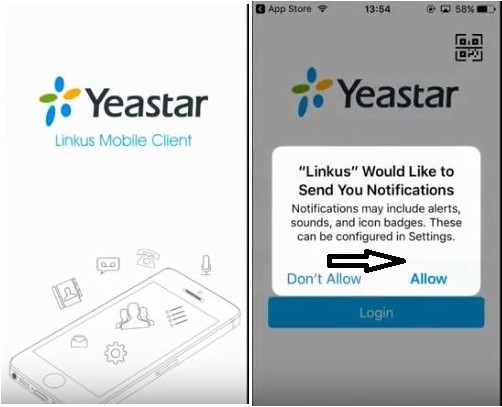 Yeastar
Linkus Mobile Client
App Store
13:54
58%
Yeastar
“Linkus” Would Like to
Send You Notifications
Notifications may include alerts,
sounds, and icon badges. These
can be configured in Settings.
Don’t Allow
Allow
Login